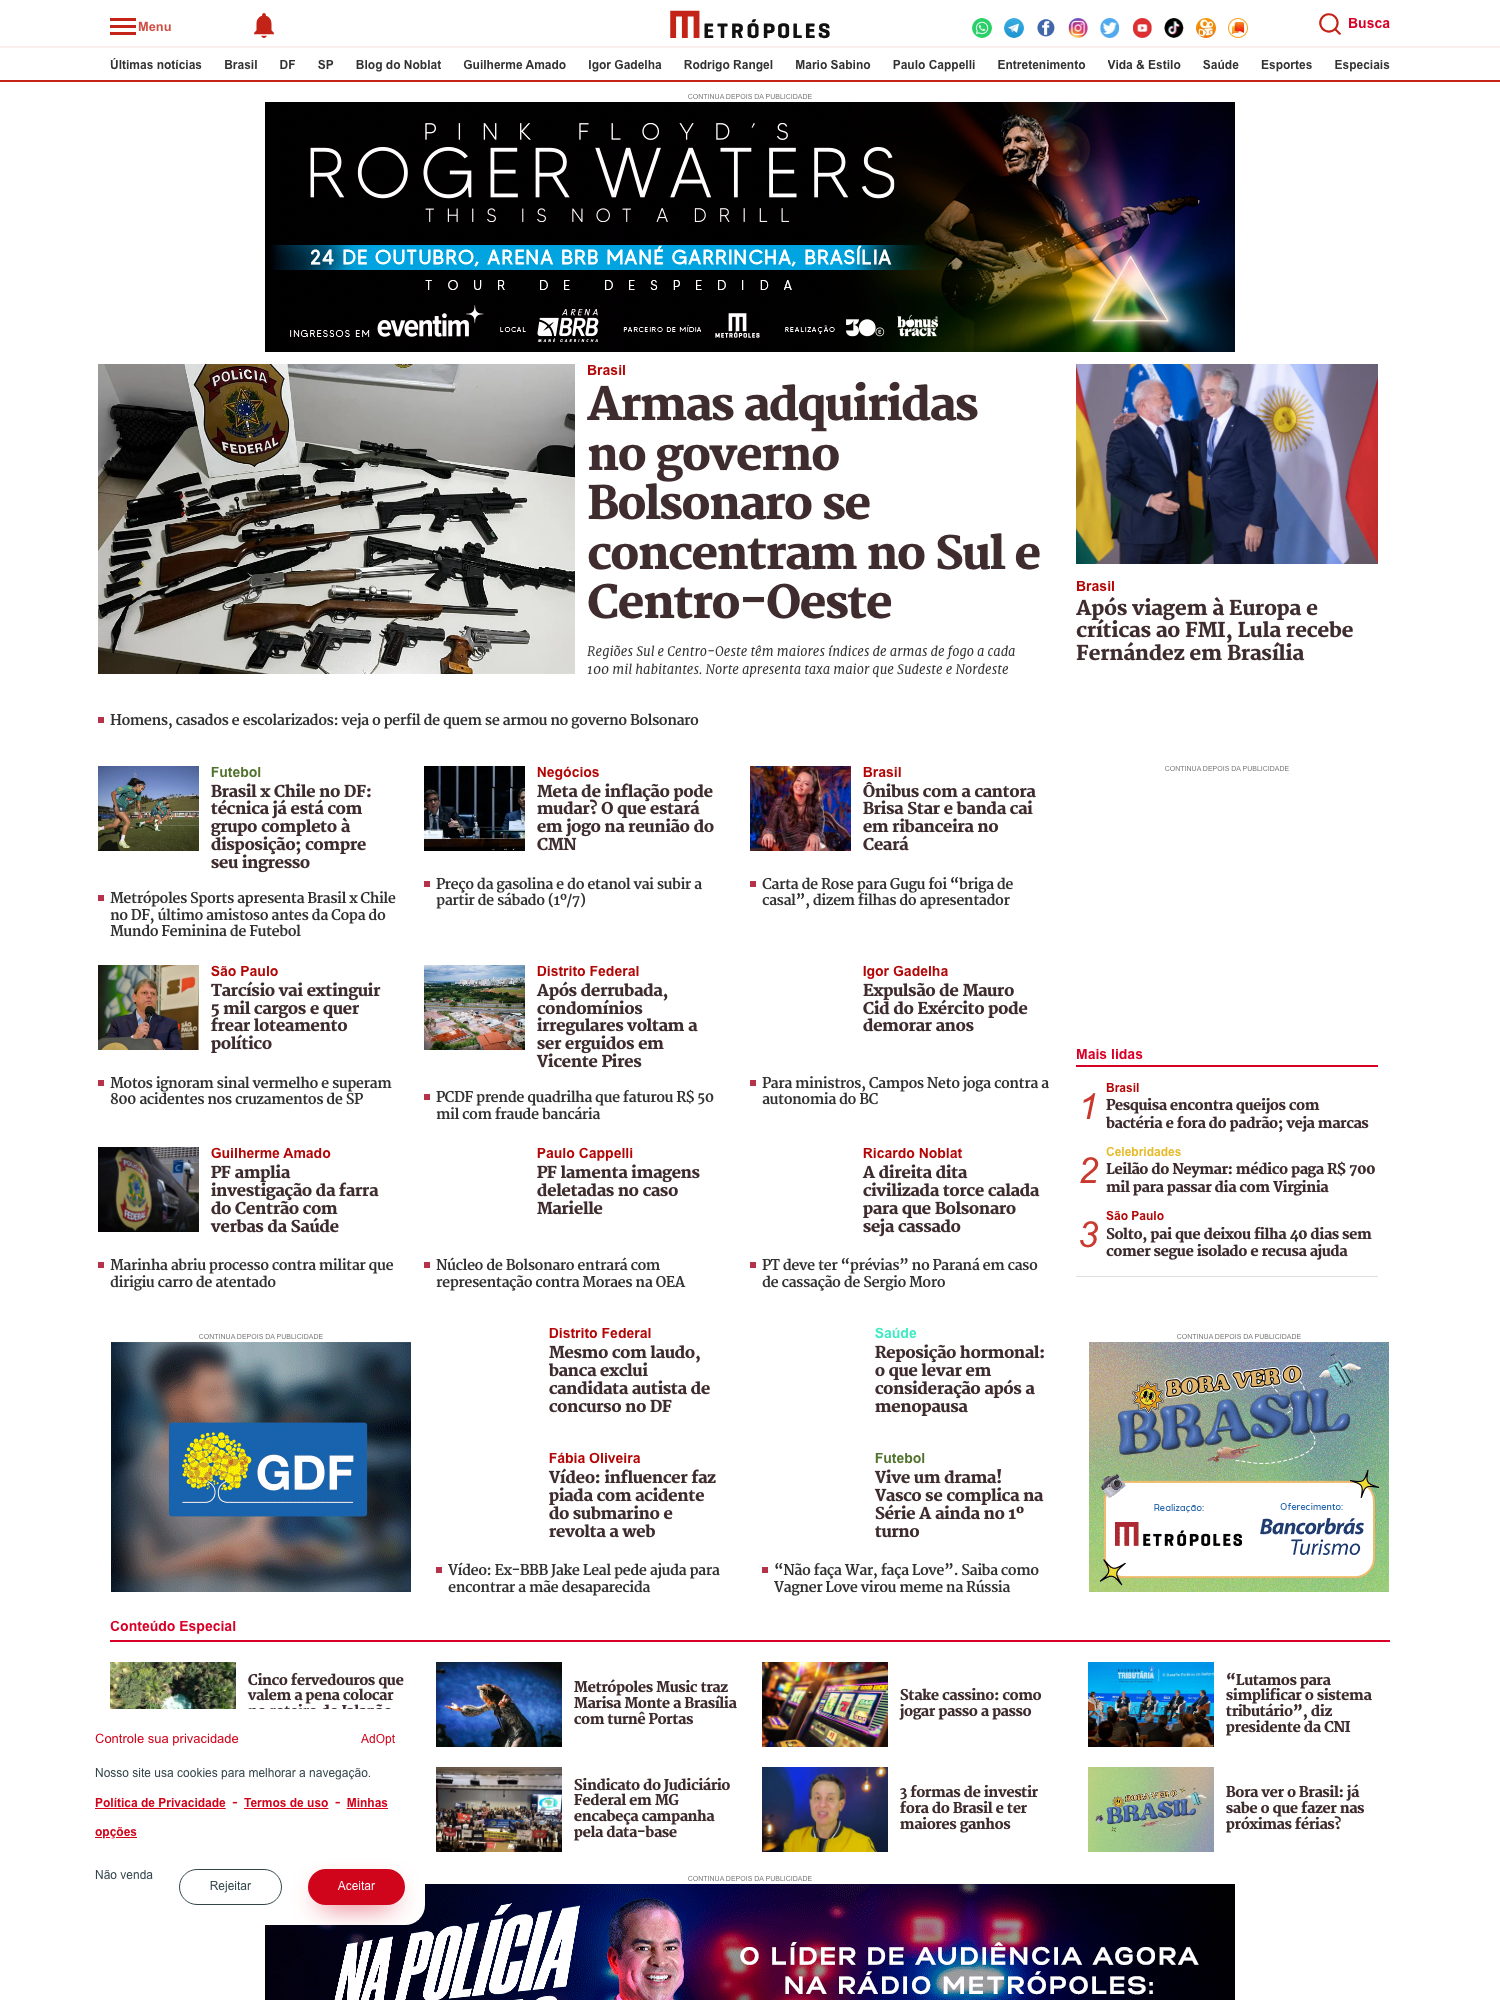 Menu
METRÓPOLES
Busca
Últimas notícias Brasil DF SP Blog do Noblat Guilherme Amado Igor Gadelha Rodrigo Rangel Mario Sabino Paulo Cappelli Entretenimento Vida & Estilo Saúde Esportes Especiais
CONTINUA DEPOIS DA PUBLICIDADE
PINK FLOYD'S
ROGER WATERS
THIS IS NOT A DRILL
24 DE OUTUBRO, ARENA BRB MANÉ GARRINCHA, BRASÍLIA
TOUR DE DESPEDIDA
INGRESSOS EM eventim LOCAL ARENA BRB MANÉ GARRINCHA PARCEIRO DE MÍDIA METRÓPOLES REALIZAÇÃO 30e bónus track
POLÍCIA
FEDERAL
Brasil
Armas adquiridas
no governo
Bolsonaro se
concentram no Sul e
Centro-Oeste
Regiões Sul e Centro-Oeste têm maiores índices de armas de fogo a cada
100 mil habitantes. Norte apresenta taxa maior que Sudeste e Nordeste
Brasil
Após viagem à Europa e
críticas ao FMI, Lula recebe
Fernández em Brasília
Homens, casados e escolarizados: veja o perfil de quem se armou no governo Bolsonaro
Futebol
Brasil x Chile no DF:
técnica já está com
grupo completo à
disposição; compre
seu ingresso
Metrópoles Sports apresenta Brasil x Chile
no DF, último amistoso antes da Copa do
Mundo Feminina de Futebol
Negócios
Meta de inflação pode
mudar? O que estará
em jogo na reunião do
CMN
Preço da gasolina e do etanol vai subir a
partir de sábado (1º/7)
Brasil
Ônibus com a cantora
Brisa Star e banda cai
em ribanceira no
Ceará
Carta de Rose para Gugu foi “briga de
casal”, dizem filhas do apresentador
CONTINUA DEPOIS DA PUBLICIDADE
São Paulo
Tarcísio vai extinguir
5 mil cargos e quer
frear loteamento
político
Motos ignoram sinal vermelho e superam
800 acidentes nos cruzamentos de SP
Distrito Federal
Após derrubada,
condomínios
irregulares voltam a
ser erguidos em
Vicente Pires
PCDF prende quadrilha que faturou R$ 50
mil com fraude bancária
Igor Gadelha
Expulsão de Mauro
Cid do Exército pode
demorar anos
Para ministros, Campos Neto joga contra a
autonomia do BC
Mais lidas
1
Brasil
Pesquisa encontra queijos com
bactéria e fora do padrão; veja marcas
2
Celebridades
Leilão do Neymar: médico paga R$ 700
mil para passar dia com Virginia
3
São Paulo
Solto, pai que deixou filha 40 dias sem
comer segue isolado e recusa ajuda
Guilherme Amado
PF amplia
investigação da farra
do Centrão com
verbas da Saúde
Marinha abriu processo contra militar que
dirigiu carro de atentado
Paulo Cappelli
PF lamenta imagens
deletadas no caso
Marielle
Núcleo de Bolsonaro entrará com
representação contra Moraes na OEA
Ricardo Noblat
A direita dita
civilizada torce calada
para que Bolsonaro
seja cassado
PT deve ter “prévias” no Paraná em caso
de cassação de Sergio Moro
CONTINUA DEPOIS DA PUBLICIDADE
GDF
Distrito Federal
Mesmo com laudo,
banca exclui
candidata autista de
concurso no DF
Saúde
Reposição hormonal:
o que levar em
consideração após a
menopausa
Fábia Oliveira
Vídeo: influencer faz
piada com acidente
do submarino e
revolta a web
Vídeo: Ex-BBB Jake Leal pede ajuda para
encontrar a mãe desaparecida
Futebol
Vive um drama!
Vasco se complica na
Série A ainda no 1º
turno
“Não faça War, faça Love”. Saiba como
Vagner Love virou meme na Rússia
CONTINUA DEPOIS DA PUBLICIDADE
BORA VER O
BRASIL
Realização:
METRÓPOLES
Oferecimento:
Bancorbrás
Turismo
Conteúdo Especial
Cinco fervedouros que
valem a pena colocar
no roteiro do Jalapão
Metrópoles Music traz
Marisa Monte a Brasília
com turnê Portas
Stake cassino: como
jogar passo a passo
“Lutamos para
simplificar o sistema
tributário”, diz
presidente da CNI
Sindicato do Judiciário
Federal em MG
encabeça campanha
pela data-base
3 formas de investir
fora do Brasil e ter
maiores ganhos
BORA VER O
BRASIL
Bora ver o Brasil: já
sabe o que fazer nas
próximas férias?
Controle sua privacidade AdOpt
Nosso site usa cookies para melhorar a navegação.
Política de Privacidade - Termos de uso - Minhas
opções
Não venda Rejeitar Aceitar
CONTINUA DEPOIS DA PUBLICIDADE
NA POLÍCIA
O LÍDER DE AUDIÊNCIA AGORA
NA RÁDIO METRÓPOLES: